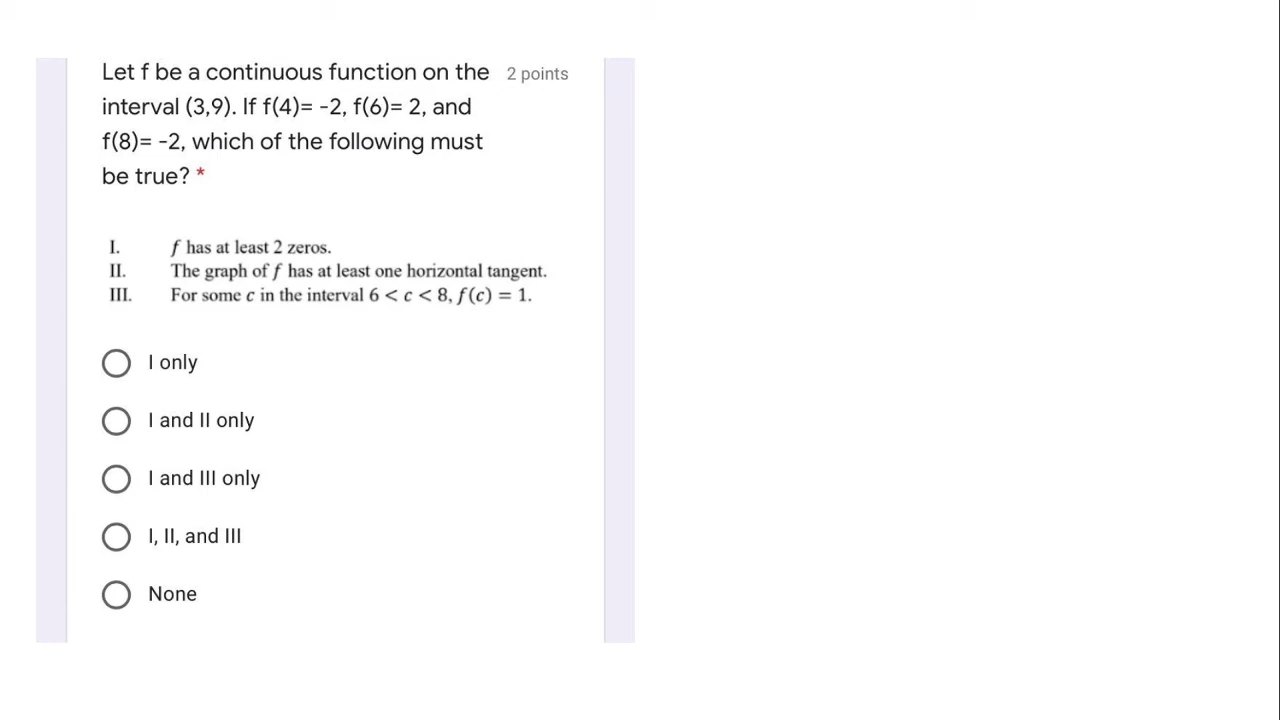 Let f be a continuous function on the 2 points
interval (3,9). If f(4)= -2, f(6)= 2, and
f(8)= -2, which of the following must
be true? *
I. f has at least 2 zeros.
II. The graph of f has at least one horizontal tangent.
III. For some c in the interval 6 < c < 8, f(c) = 1.
I only
I and II only
I and III only
I, II, and III
None